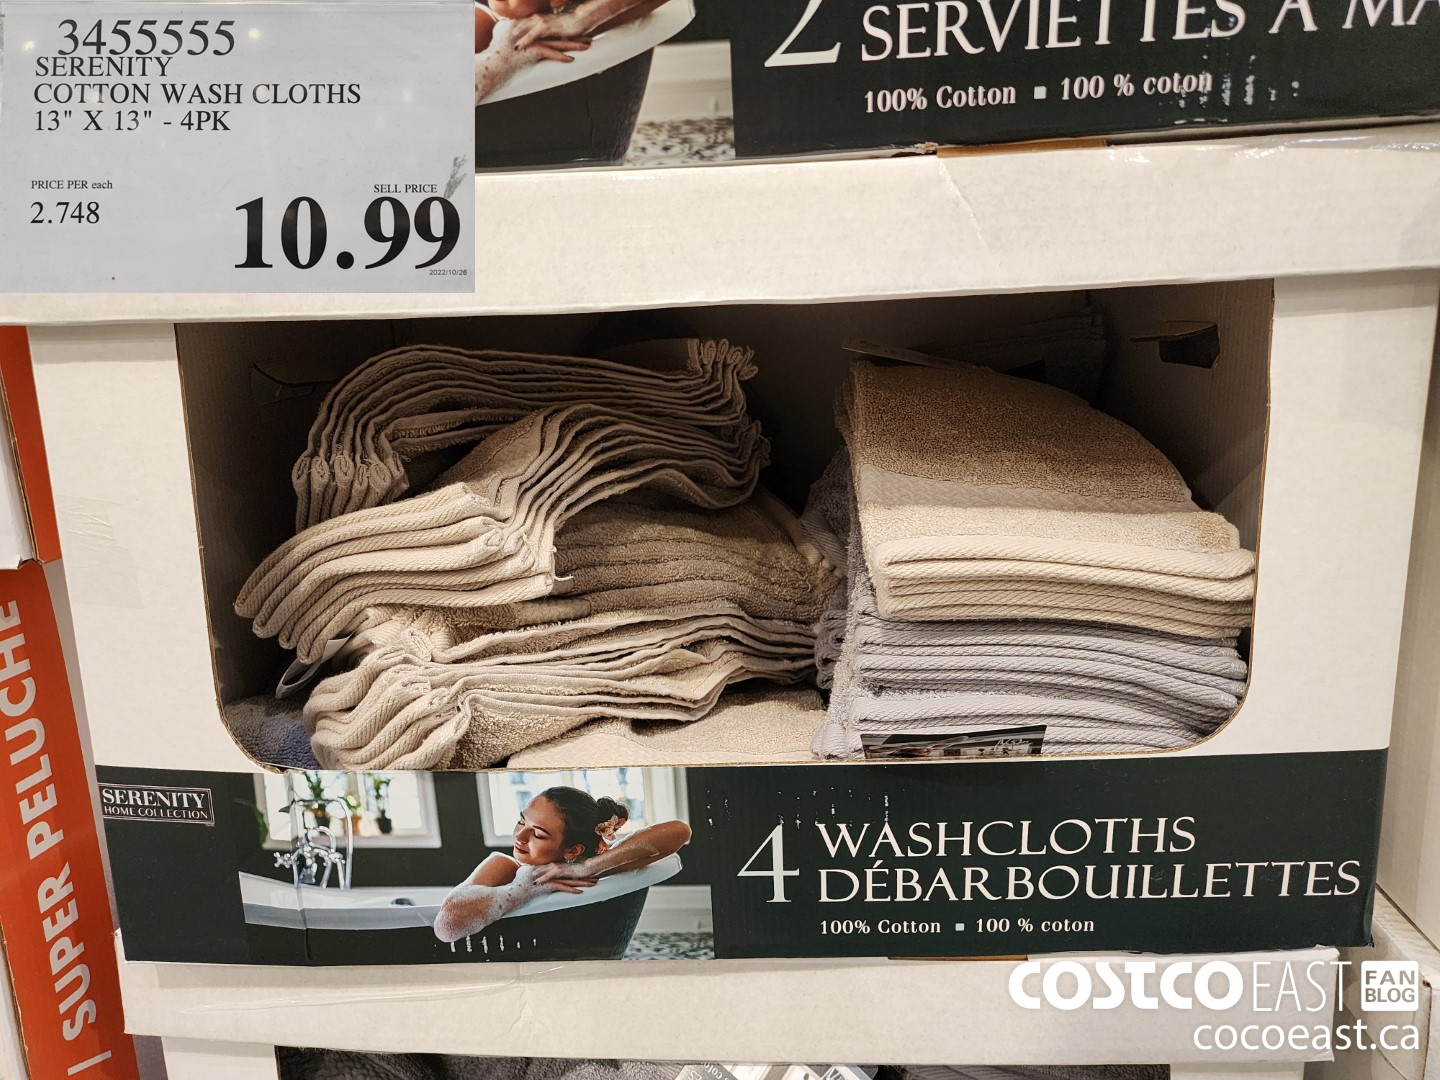 3455555
SERENITY
COTTON WASH CLOTHS
13" X 13" - 4PK
PRICE PER each
2.748
SELL PRICE
10.99
2022/10/26
2 SERVIETTES À MA
100% Cotton ▪ 100 % coton
SUPER PELUCHE
SERENITY
HOME COLLECTION
4 WASHCLOTHS
DÉBARBOUILLETTES
100% Cotton ▪ 100 % coton
COSTCO EAST FAN BLOG
cocoeast.ca